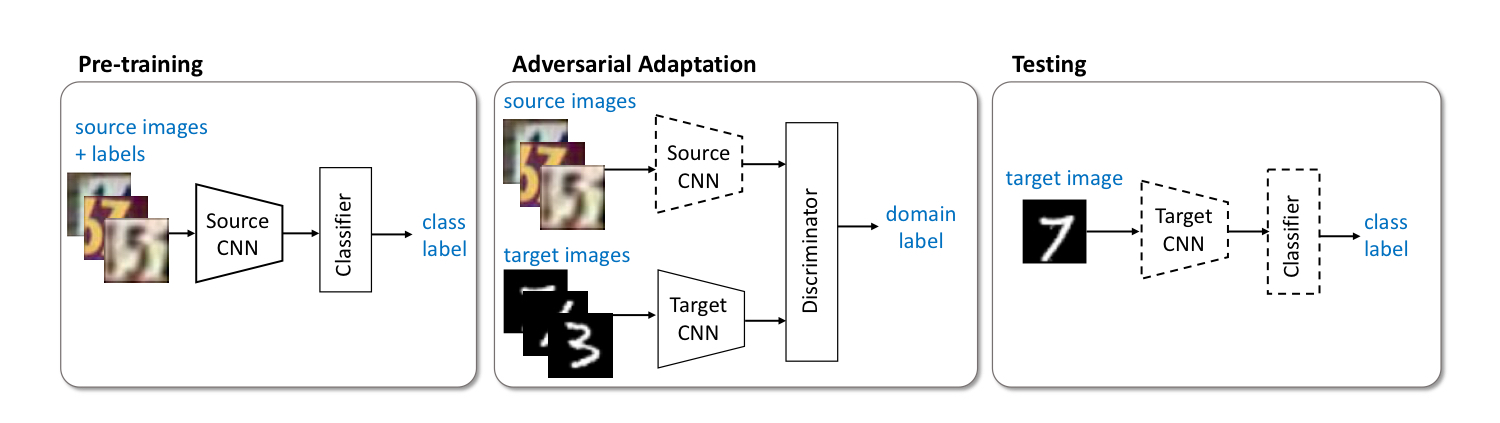 Pre-training
source images
+ labels
Source
CNN
Classifier
class
label
Adversarial Adaptation
source images
Source
CNN
target images
Target
CNN
Discriminator
domain
label
Testing
target image
7
Target
CNN
Classifier
class
label